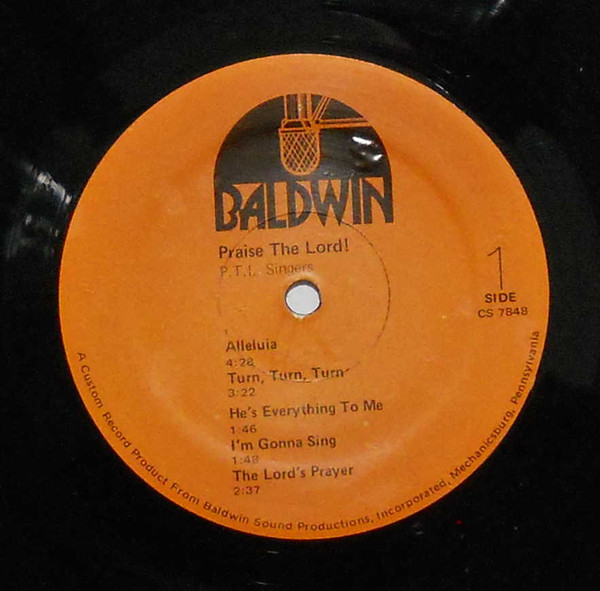 BALDWIN
Praise The Lord!
P.T.L. Singers
1
SIDE
CS 7848
Alleluia
4:28
Turn, Turn, Turn
3:22
He's Everything To Me
1:46
I'm Gonna Sing
1:48
The Lord's Prayer
2:37
A Custom Record Product From Baldwin Sound Productions, Incorporated, Mechanicsburg, Pennsylvania